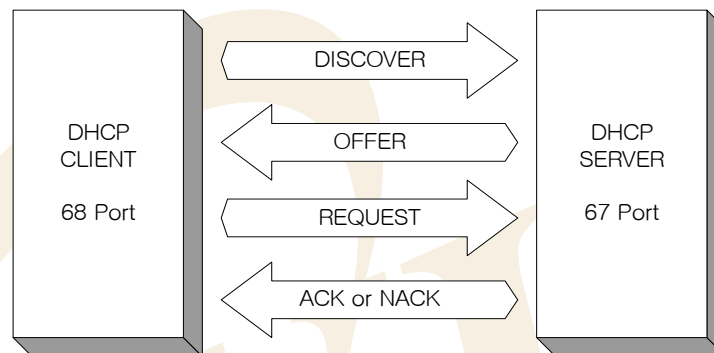 DISCOVER
DHCP
CLIENT
68 Port
OFFER
REQUEST
ACK or NACK
DHCP
SERVER
67 Port